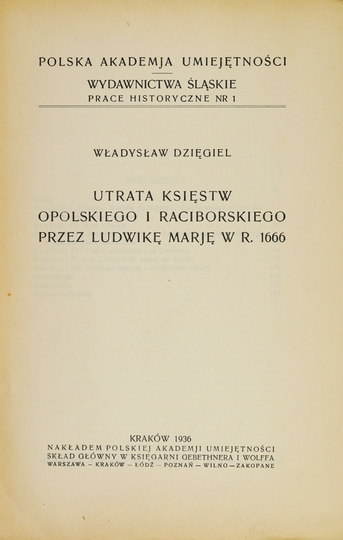 POLSKA AKADEMJA UMIEJĘTNOŚCI
WYDAWNICTWA ŚLĄSKIE
PRACE HISTORYCZNE NR 1
WŁADYSŁAW DZIĘGIEL
UTRATA KSIĘSTW
OPOLSKIEGO I RACIBORSKIEGO
PRZEZ LUDWIKĘ MARJĘ W R. 1666
KRAKÓW 1936
NAKŁADEM POLSKIEJ AKADEMJI UMIEJĘTNOŚCI
SKŁAD GŁÓWNY W KSIĘGARNI GEBETHNERA I WOLFFA
WARSZAWA – KRAKÓW – ŁÓDŹ – POZNAŃ – WILNO – ZAKOPANE